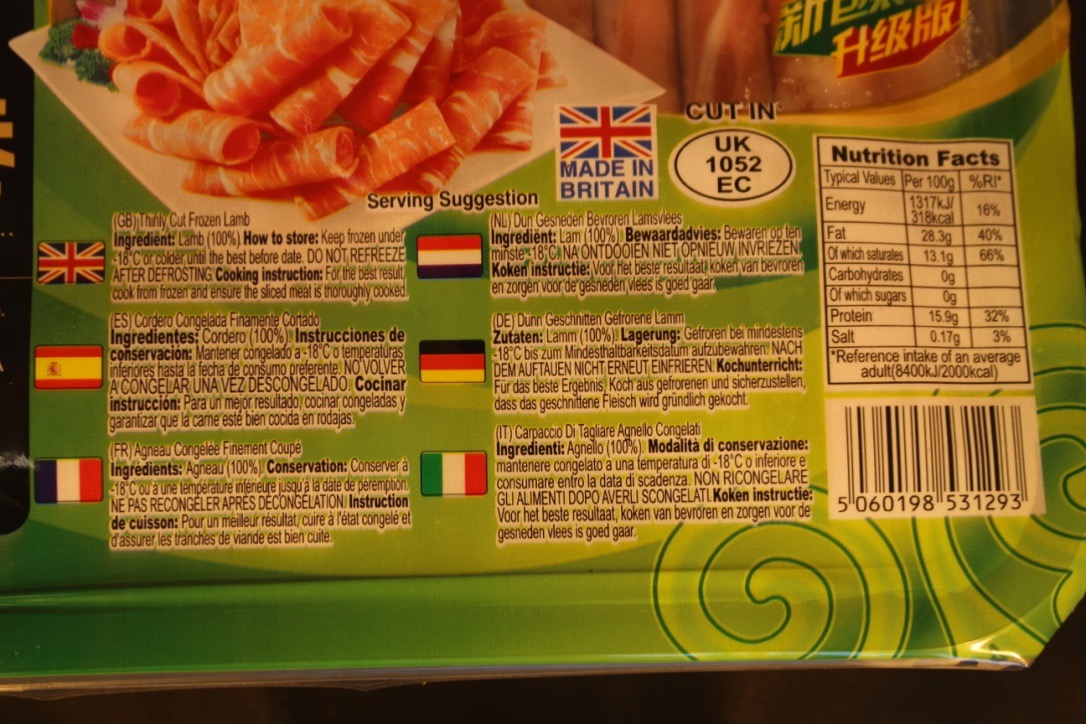 新包装
升级版
CUT IN
UK
1052
EC
MADE IN
BRITAIN
Serving Suggestion
(GB) Thinly Cut Frozen Lamb
Ingredient: Lamb (100%). How to store: Keep frozen under
-18°C or colder until the best before date. DO NOT REFREEZE
AFTER DEFROSTING. Cooking instruction: For the best result,
cook from frozen and ensure the sliced meat is thoroughly cooked.
(ES) Cordero Congelada Finamente Cortado
Ingredientes: Cordero (100%). Instrucciones de
conservación: Mantener congelado a -18°C o temperaturas
inferiores hasta la fecha de consumo preferente. NO VOLVER
A CONGELAR UNA VEZ DESCONGELADO. Cocinar
instrucción: Para un mejor resultado, cocinar congeladas y
garantizar que la carne esté bien cocida en rodajas.
(FR) Agneau Congelée Finement Coupé
Ingrédients: Agneau (100%). Conservation: Conserver à
-18°C ou à une température inférieure jusqu'à la date de péremption.
NE PAS RECONGELER APRÈS DÉCONGÉLATION. Instruction
de cuisson: Pour un meilleur résultat, cuire à l'état congelé et
d'assurer les tranches de viande est bien cuite.
(NL) Dun Gesneden Bevroren Lamsvlees
Ingrediënt: Lam (100%). Bewaardadvies: Bewaren op ten
minste -18°C. NA ONTDOOIEN NIET OPNIEUW INVRIEZEN.
Koken instructie: Voor het beste resultaat, koken van bevroren
en zorgen voor de gesneden vlees is goed gaar.
(DE) Dunn Geschnitten Gefrorene Lamm
Zutaten: Lamm (100%). Lagerung: Gefroren bei mindestens
-18°C bis zum Mindesthaltbarkeitsdatum aufzubewahren. NACH
DEM AUFTAUEN NICHT ERNEUT EINFRIEREN. Kochunterricht:
Für das beste Ergebnis, Koch aus gefrorenen und sicherzustellen,
dass das geschnittene Fleisch wird gründlich gekocht.
(IT) Carpaccio Di Tagliare Agnello Congelati
Ingredienti: Agnello (100%). Modalità di conservazione:
mantenere congelato a una temperatura di -18°C o inferiore e
consumare entro la data di scadenza. NON RICONGELARE
GLI ALIMENTI DOPO AVERLI SCONGELATI. Koken instructie:
Voor het beste resultaat, koken van bevroren en zorgen voor de
gesneden vlees is goed gaar.
Nutrition Facts
Typical Values Per 100g %RI*
Energy 1317kJ/ 318kcal 16%
Fat 28.3g 40%
Of which saturates 13.1g 66%
Carbohydrates 0g
Of which sugars 0g
Protein 15.9g 32%
Salt 0.17g 3%
*Reference intake of an average
adult(8400kJ/2000kcal)
5 060198 531293